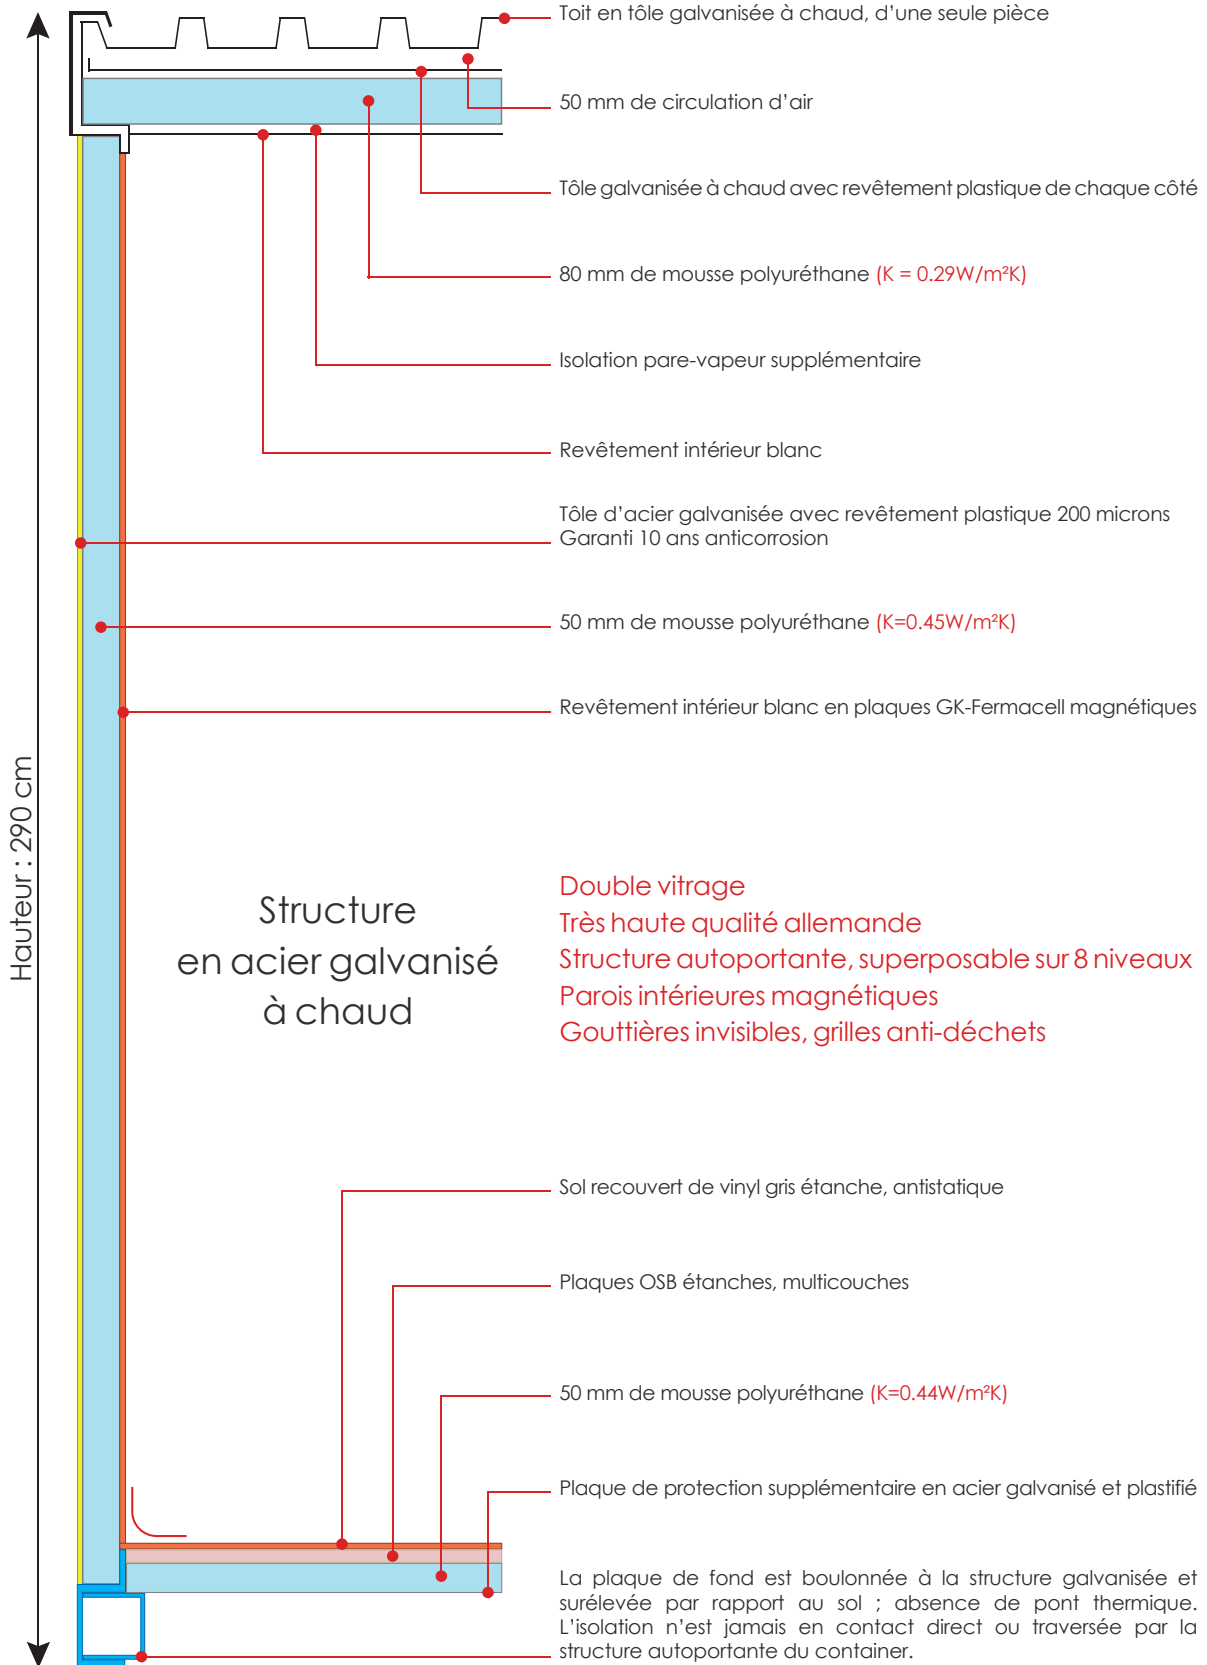 Toit en tôle galvanisée à chaud, d’une seule pièce
50 mm de circulation d’air
Tôle galvanisée à chaud avec revêtement plastique de chaque côté
80 mm de mousse polyuréthane (K = 0.29W/m²K)
Isolation pare-vapeur supplémentaire
Revêtement intérieur blanc
Tôle d’acier galvanisée avec revêtement plastique 200 microns
Garanti 10 ans anticorrosion
50 mm de mousse polyuréthane (K=0.45W/m²K)
Revêtement intérieur blanc en plaques GK-Fermacell magnétiques
Hauteur : 290 cm
Structure
en acier galvanisé
à chaud
Double vitrage
Très haute qualité allemande
Structure autoportante, superposable sur 8 niveaux
Parois intérieures magnétiques
Gouttières invisibles, grilles anti-déchets
Sol recouvert de vinyl gris étanche, antistatique
Plaques OSB étanches, multicouches
50 mm de mousse polyuréthane (K=0.44W/m²K)
Plaque de protection supplémentaire en acier galvanisé et plastifié
La plaque de fond est boulonnée à la structure galvanisée et
surélevée par rapport au sol ; absence de pont thermique.
L’isolation n’est jamais en contact direct ou traversée par la
structure autoportante du container.